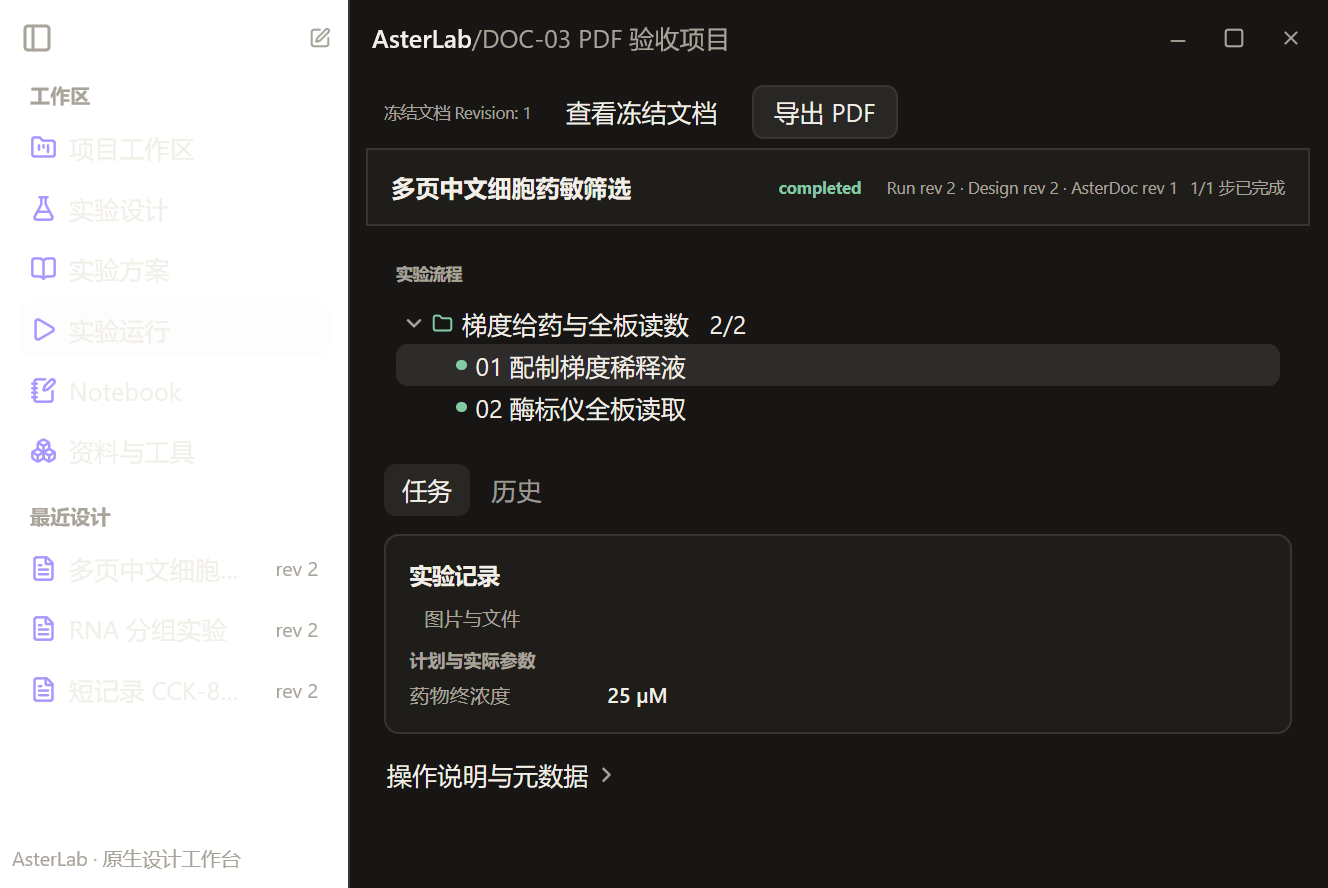 工作区
项目工作区
实验设计
实验方案
实验运行
Notebook
资料与工具
最近设计
多页中文细胞... rev 2
RNA 分组实验 rev 2
短记录 CCK-8... rev 2
AsterLab · 原生设计工作台
AsterLab/DOC-03 PDF 验收项目
冻结文档 Revision: 1 查看冻结文档 导出 PDF
多页中文细胞药敏筛选 completed Run rev 2 · Design rev 2 · AsterDoc rev 1 1/1 步已完成
实验流程
梯度给药与全板读数 2/2
01 配制梯度稀释液
02 酶标仪全板读取
任务 历史
实验记录
图片与文件
计划与实际参数
药物终浓度 25 µM
操作说明与元数据